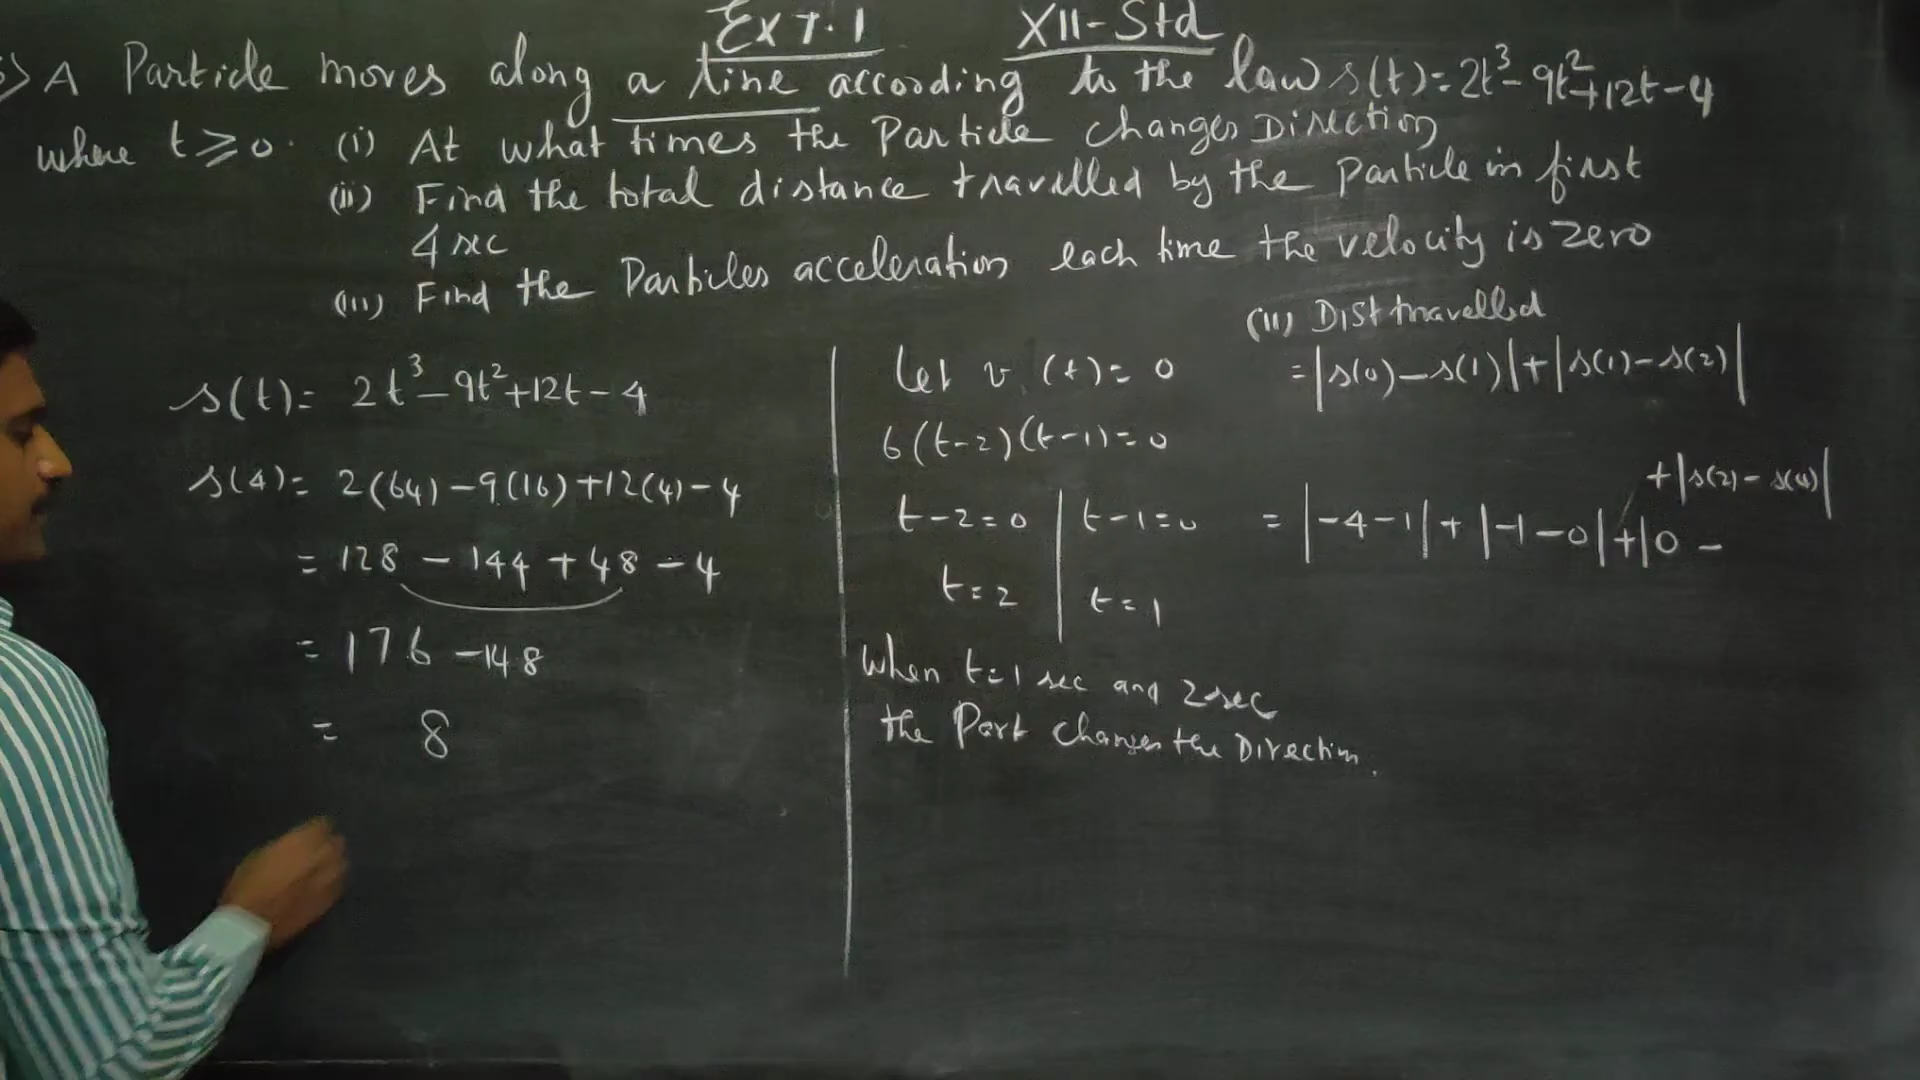 Ex 7.1 XII-Std
A Particle moves along a line according to the law s(t)=2t³-9t²+12t-4
where t≥0. (i) At what times the Particle changes Direction
(ii) Find the total distance travelled by the Particle in first
4 sec
(iii) Find the Particles acceleration each time the velocity is zero
s(t)= 2t³-9t²+12t-4
s(4)= 2(64)-9(16)+12(4)-4
= 128 - 144 + 48 - 4
= 176 -148
= 8
Let v (t)= 0
6(t-2)(t-1)=0
t-2=0 | t-1=0
t=2 | t=1
When t=1 sec and 2sec
the Part changes the Direction.
(ii) Dist travelled
=|s(0)-s(1)|+|s(1)-s(2)|
+|s(2)-s(4)|
= |-4-1|+|-1-0|+|0 -